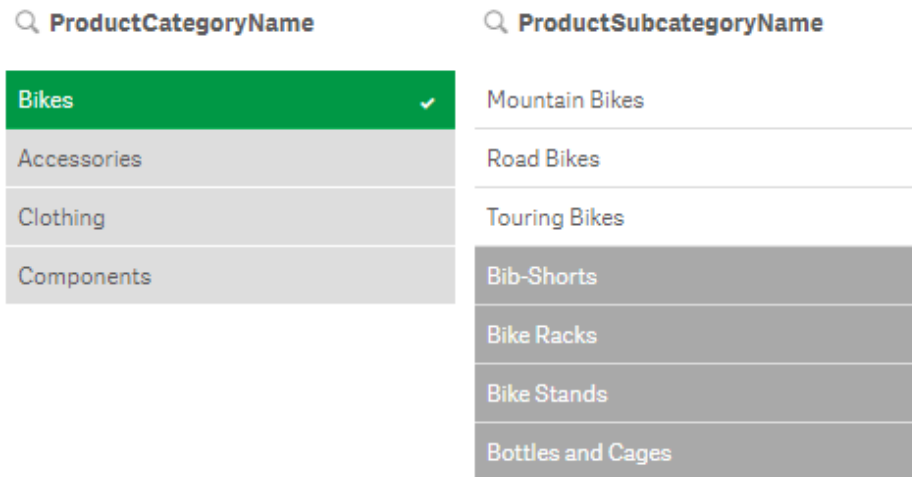 ProductCategoryName
Bikes
Accessories
Clothing
Components
ProductSubcategoryName
Mountain Bikes
Road Bikes
Touring Bikes
Bib-Shorts
Bike Racks
Bike Stands
Bottles and Cages